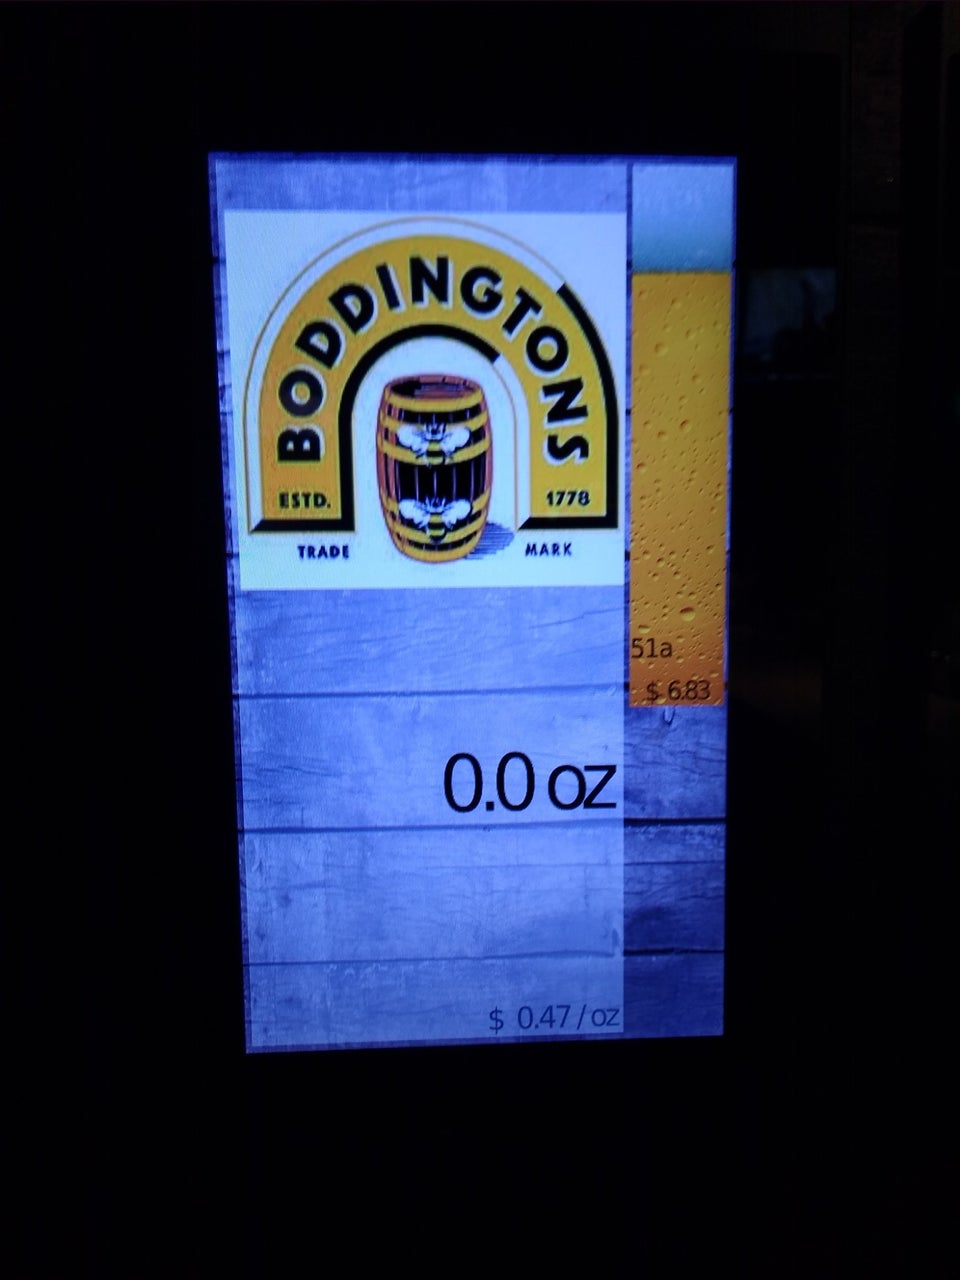 BODDINGTONS
ESTD. 1778
TRADE MARK
51a
$ 6.83
0.0 oz
$ 0.47/oz